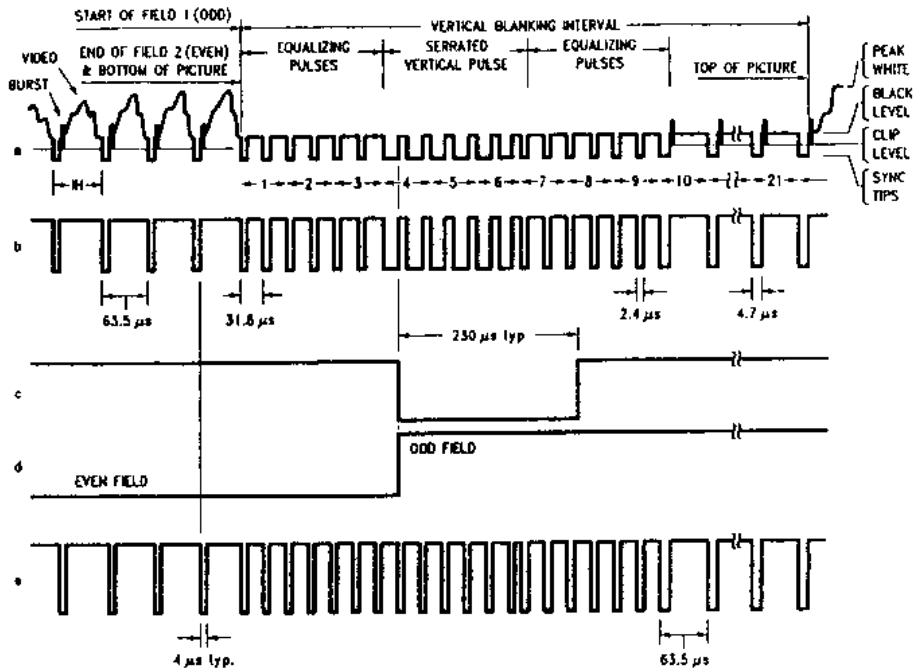 START OF FIELD 1 (ODD)
VERTICAL BLANKING INTERVAL
END OF FIELD 2 (EVEN)
& BOTTOM OF PICTURE
EQUALIZING
PULSES
SERRATED
VERTICAL PULSE
EQUALIZING
PULSES
TOP OF PICTURE
VIDEO
BURST
PEAK
WHITE
BLACK
LEVEL
CLIP
LEVEL
SYNC
TIPS
a
1H
1 2 3 4 5 6 7 8 9 10 21
b
63.5 µs
31.8 µs
2.4 µs
4.7 µs
230 µs typ
c
d
ODD FIELD
EVEN FIELD
e
4 µs typ.
63.5 µs